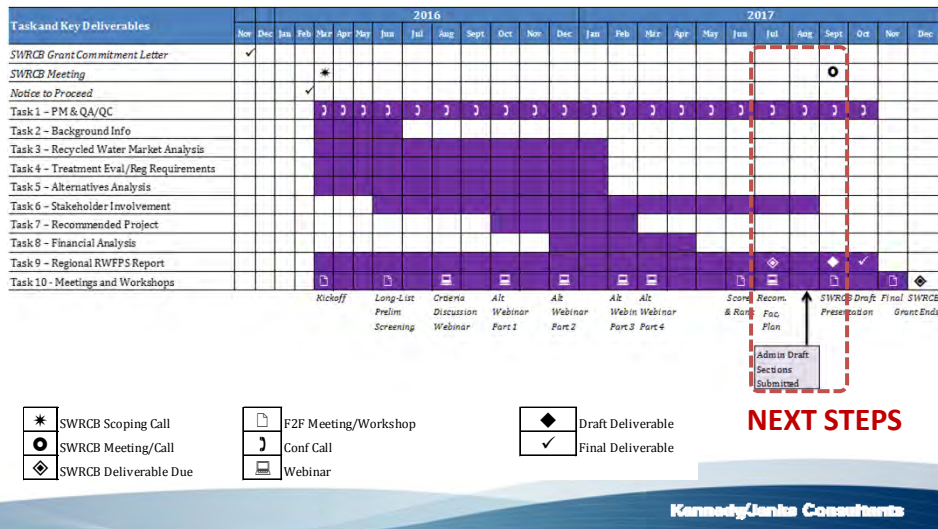 2016 2017
Task and Key Deliverables
Nov Dec Jan Feb Mar Apr May Jun Jul Aug Sept Oct Nov Dec Jan Feb Mar Apr May Jun Jul Aug Sept Oct Nov Dec
SWRCB Grant Commitment Letter
SWRCB Meeting
Notice to Proceed
Task 1 – PM & QA/QC
Task 2 – Background Info
Task 3 – Recycled Water Market Analysis
Task 4 – Treatment Eval/Reg Requirements
Task 5 – Alternatives Analysis
Task 6 – Stakeholder Involvement
Task 7 – Recommended Project
Task 8 – Financial Analysis
Task 9 – Regional RWFPS Report
Task 10 - Meetings and Workshops
Kickoff Long-List Crteria Alt Alt Alt Alt Score Recom. SWRCB Draft Final SWRCB
Prelim Discussion Webinar Webinar Webin Webinar & Rank Fac. Presentation Grant Ends
Screening Webinar Part 1 Part 2 Part 3 Part 4 Plan
Admin Draft
Sections
Submitted
NEXT STEPS
SWRCB Scoping Call F2F Meeting/Workshop Draft Deliverable
SWRCB Meeting/Call Conf Call Final Deliverable
SWRCB Deliverable Due Webinar
Kennedy/Jenks Consultants